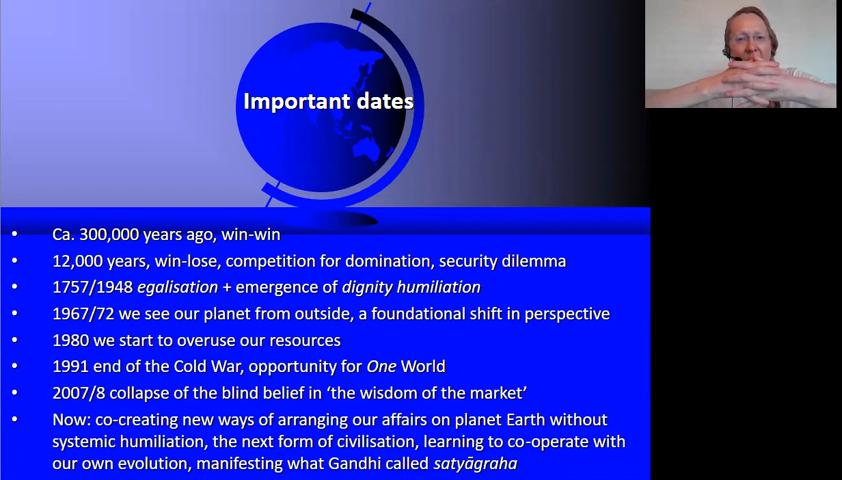 Important dates
• Ca. 300,000 years ago, win-win
• 12,000 years, win-lose, competition for domination, security dilemma
• 1757/1948 egalisation + emergence of dignity humiliation
• 1967/72 we see our planet from outside, a foundational shift in perspective
• 1980 we start to overuse our resources
• 1991 end of the Cold War, opportunity for One World
• 2007/8 collapse of the blind belief in ‘the wisdom of the market’
• Now: co-creating new ways of arranging our affairs on planet Earth without
systemic humiliation, the next form of civilisation, learning to co-operate with
our own evolution, manifesting what Gandhi called satyāgraha